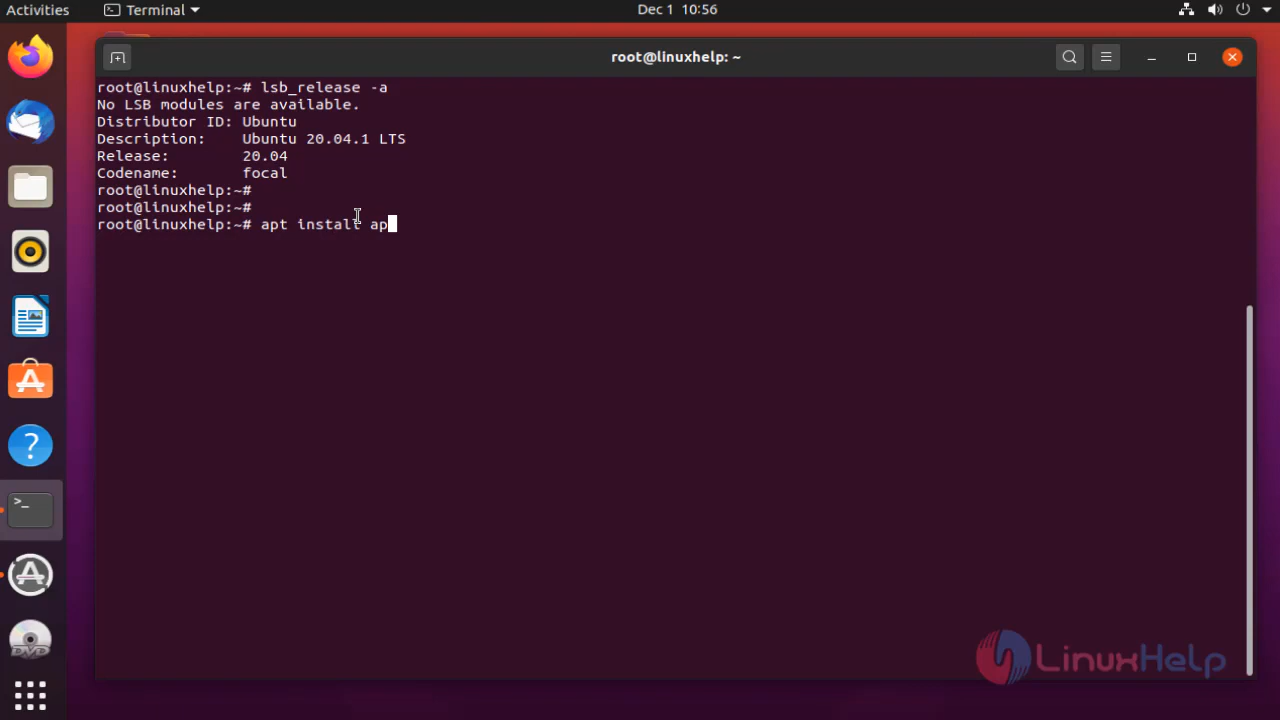 Activities Terminal Dec 1 10:56
root@linuxhelp: ~
root@linuxhelp:~# lsb_release -a
No LSB modules are available.
Distributor ID: Ubuntu
Description: Ubuntu 20.04.1 LTS
Release: 20.04
Codename: focal
root@linuxhelp:~#
root@linuxhelp:~#
root@linuxhelp:~# apt install ap
?
>_
DVD
LinuxHelp